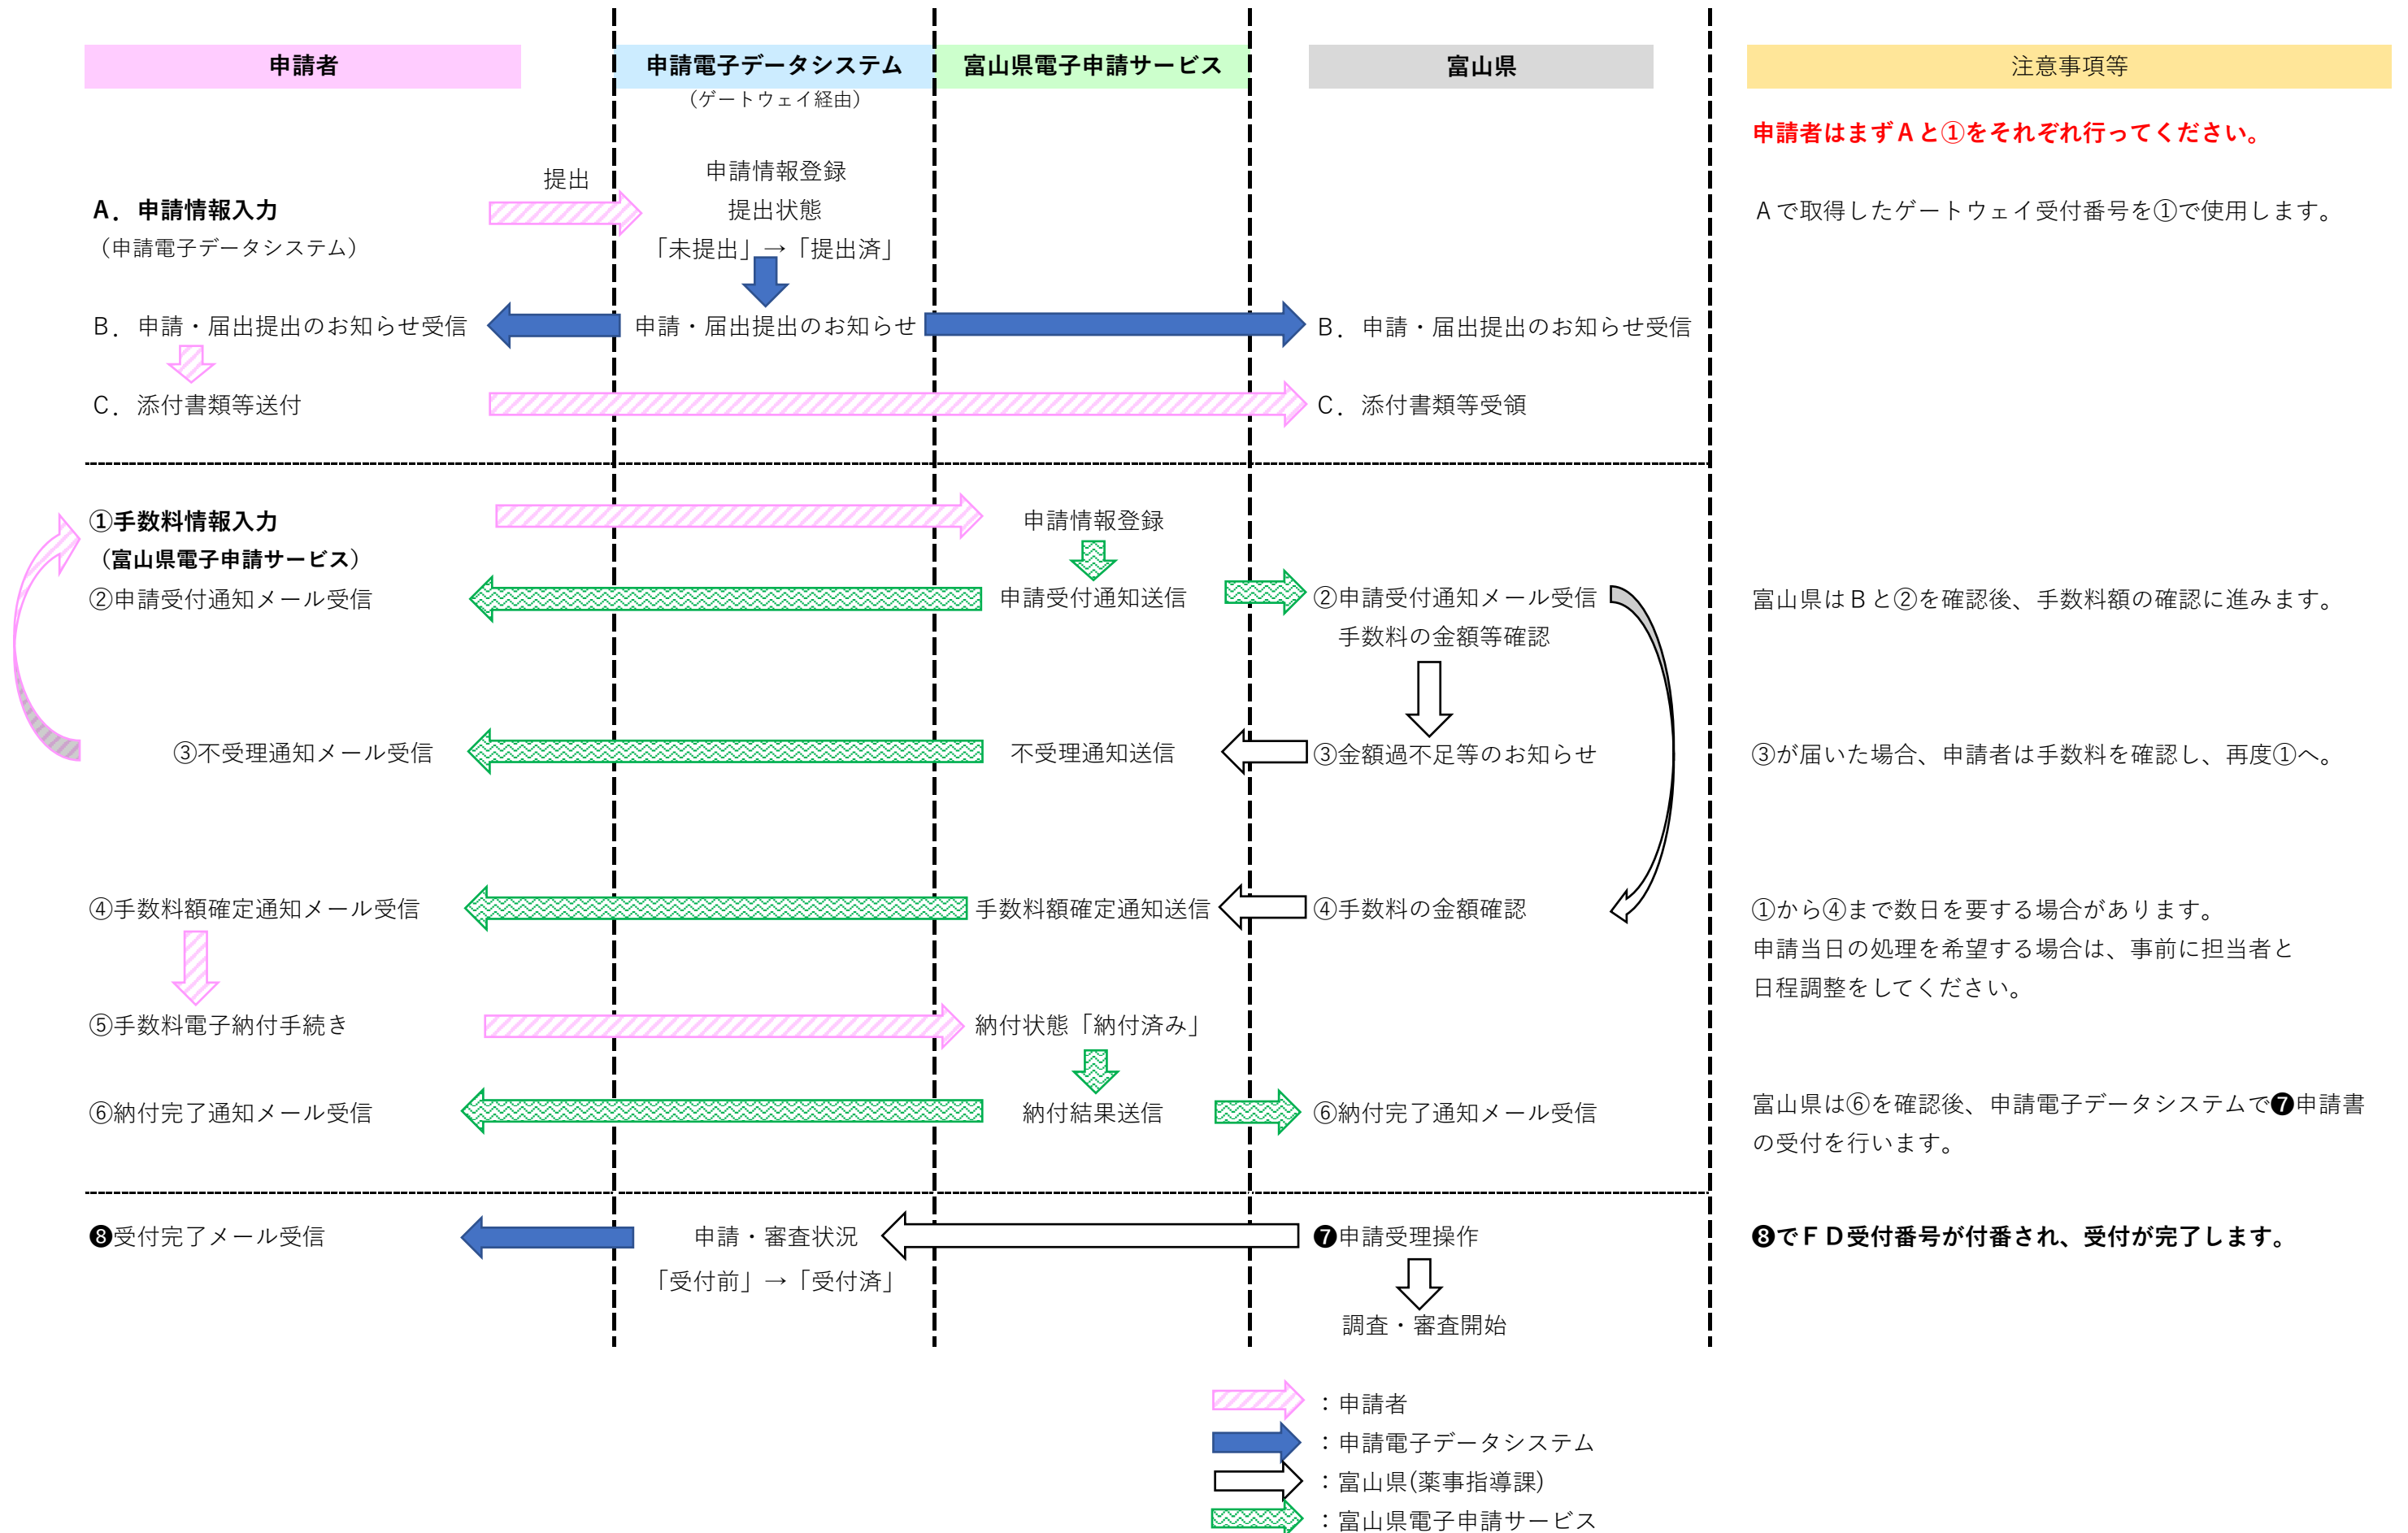 申請者
申請電子データシステム
（ゲートウェイ経由）
富山県電子申請サービス
富山県
注意事項等
申請者はまずＡと①をそれぞれ行ってください。
提出
申請情報登録
Ａ．申請情報入力
提出状態
Ａで取得したゲートウェイ受付番号を①で使用します。
（申請電子データシステム）
「未提出」→「提出済」
Ｂ．申請・届出提出のお知らせ受信
申請・届出提出のお知らせ
Ｂ．申請・届出提出のお知らせ受信
Ｃ．添付書類等送付
Ｃ．添付書類等受領
①手数料情報入力
申請情報登録
（富山県電子申請サービス）
②申請受付通知メール受信
申請受付通知送信
②申請受付通知メール受信
富山県はＢと②を確認後、手数料額の確認に進みます。
手数料の金額等確認
③不受理通知メール受信
不受理通知送信
③金額過不足等のお知らせ
③が届いた場合、申請者は手数料を確認し、再度①へ。
④手数料額確定通知メール受信
手数料額確定通知送信
④手数料の金額確認
①から④まで数日を要する場合があります。
申請当日の処理を希望する場合は、事前に担当者と
日程調整をしてください。
⑤手数料電子納付手続き
納付状態「納付済み」
⑥納付完了通知メール受信
納付結果送信
⑥納付完了通知メール受信
富山県は⑥を確認後、申請電子データシステムで❼申請書
の受付を行います。
❽受付完了メール受信
申請・審査状況
❼申請受理操作
❽でＦＤ受付番号が付番され、受付が完了します。
「受付前」→「受付済」
調査・審査開始
：申請者
：申請電子データシステム
：富山県(薬事指導課)
：富山県電子申請サービス